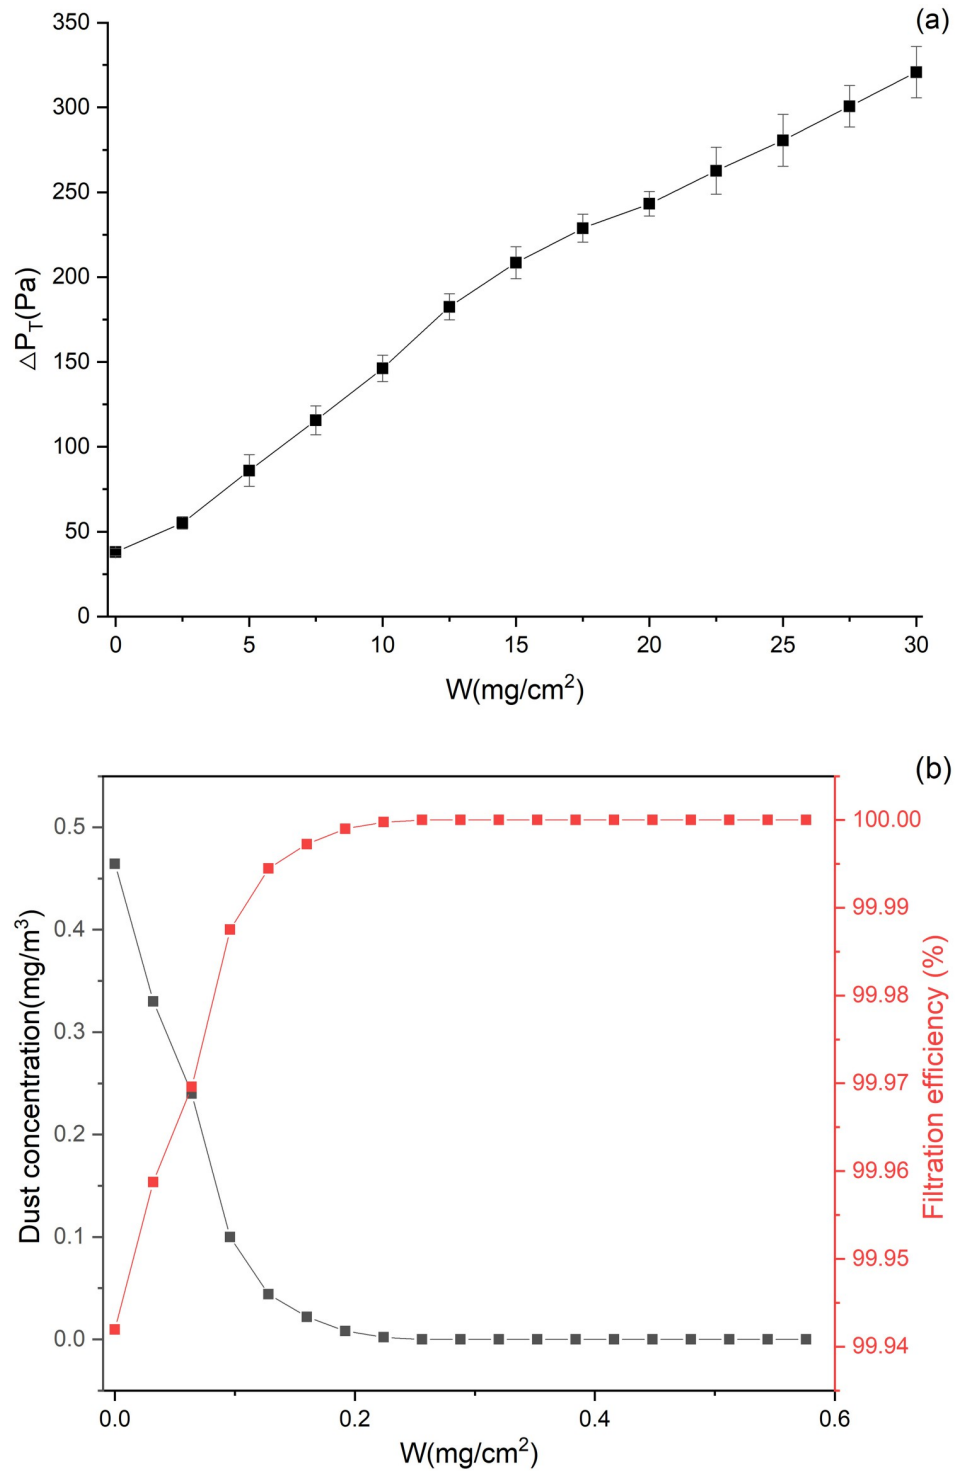 (a)
350
300
250
200
150
100
50
0
△P_T(Pa)
0 5 10 15 20 25 30
W(mg/cm²)
(b)
0.5
0.4
0.3
0.2
0.1
0.0
Dust concentration(mg/m³)
100.00
99.99
99.98
99.97
99.96
99.95
99.94
Filtration efficiency (%)
0.0 0.2 0.4 0.6
W(mg/cm²)